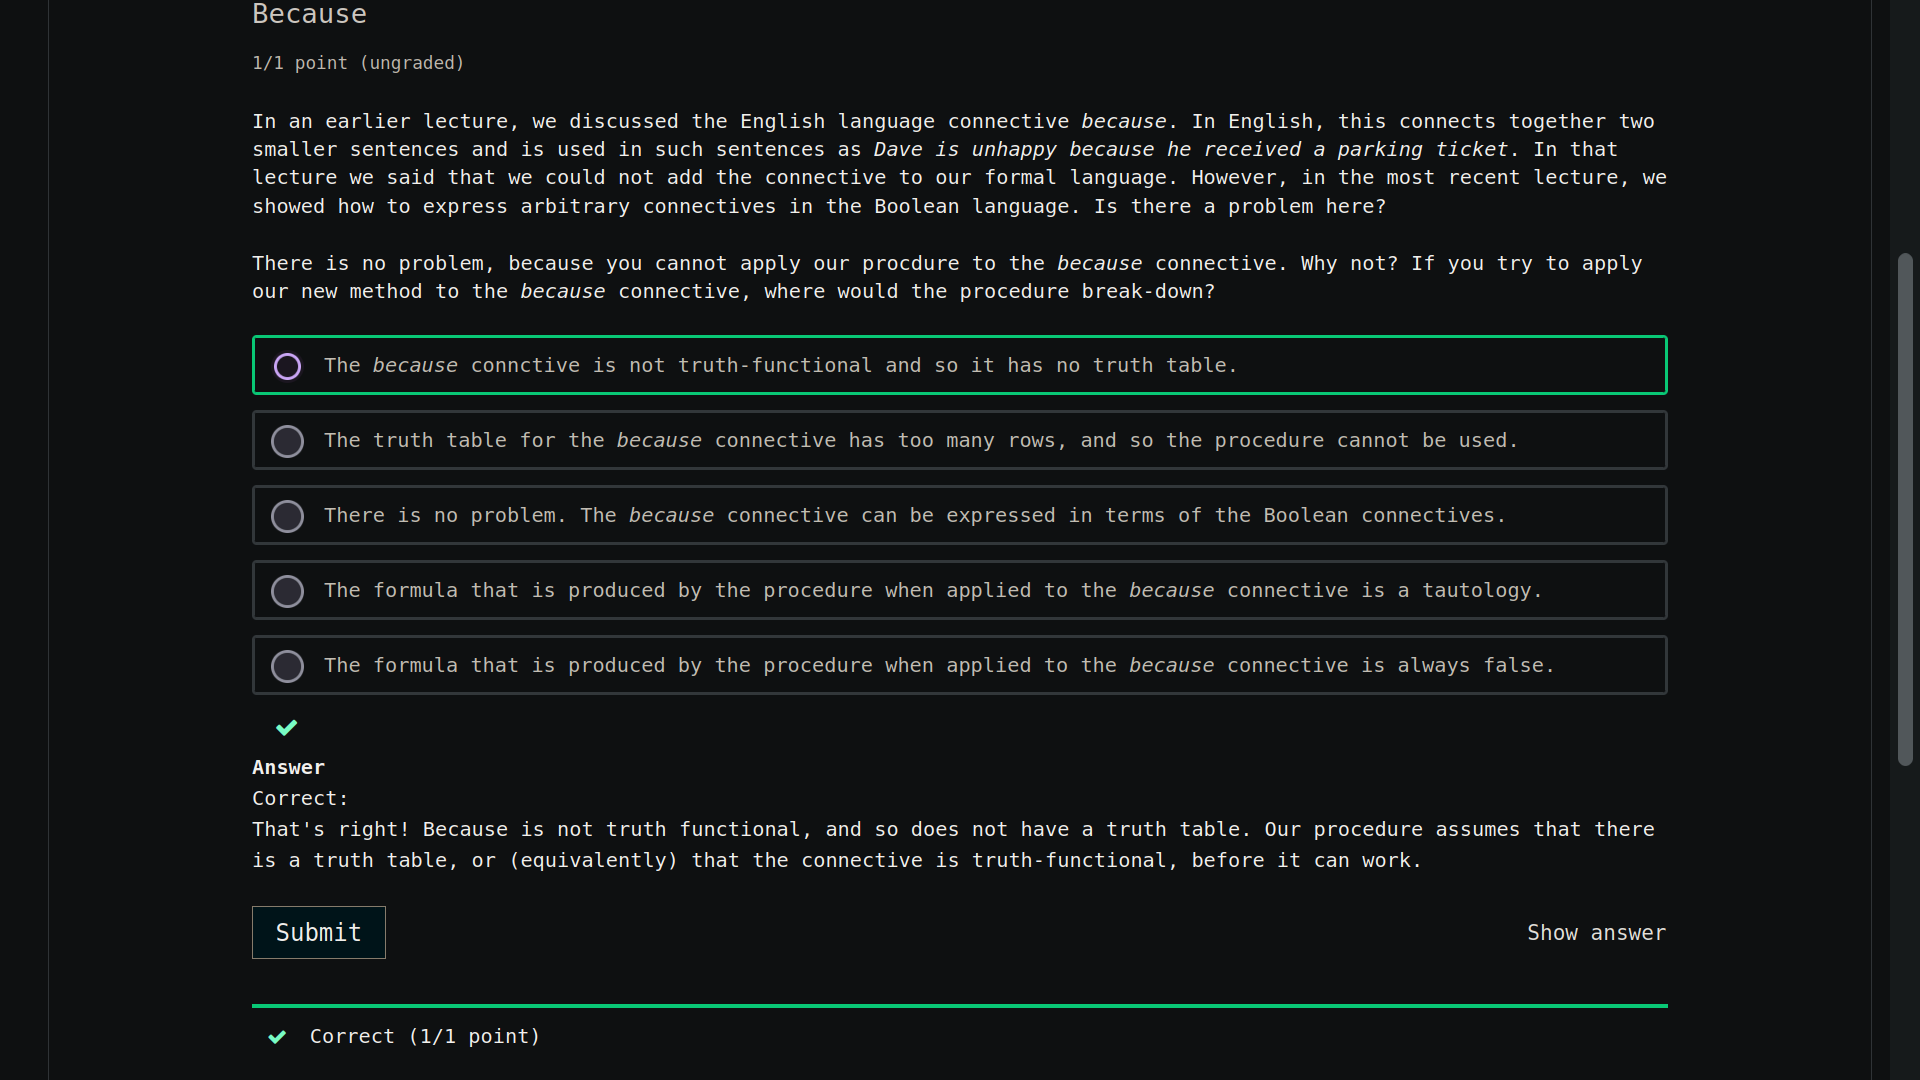 Because
1/1 point (ungraded)
In an earlier lecture, we discussed the English language connective because. In English, this connects together two
smaller sentences and is used in such sentences as Dave is unhappy because he received a parking ticket. In that
lecture we said that we could not add the connective to our formal language. However, in the most recent lecture, we
showed how to express arbitrary connectives in the Boolean language. Is there a problem here?
There is no problem, because you cannot apply our procdure to the because connective. Why not? If you try to apply
our new method to the because connective, where would the procedure break-down?
The because connctive is not truth-functional and so it has no truth table.
The truth table for the because connective has too many rows, and so the procedure cannot be used.
There is no problem. The because connective can be expressed in terms of the Boolean connectives.
The formula that is produced by the procedure when applied to the because connective is a tautology.
The formula that is produced by the procedure when applied to the because connective is always false.
Answer
Correct:
That's right! Because is not truth functional, and so does not have a truth table. Our procedure assumes that there
is a truth table, or (equivalently) that the connective is truth-functional, before it can work.
Submit
Show answer
Correct (1/1 point)